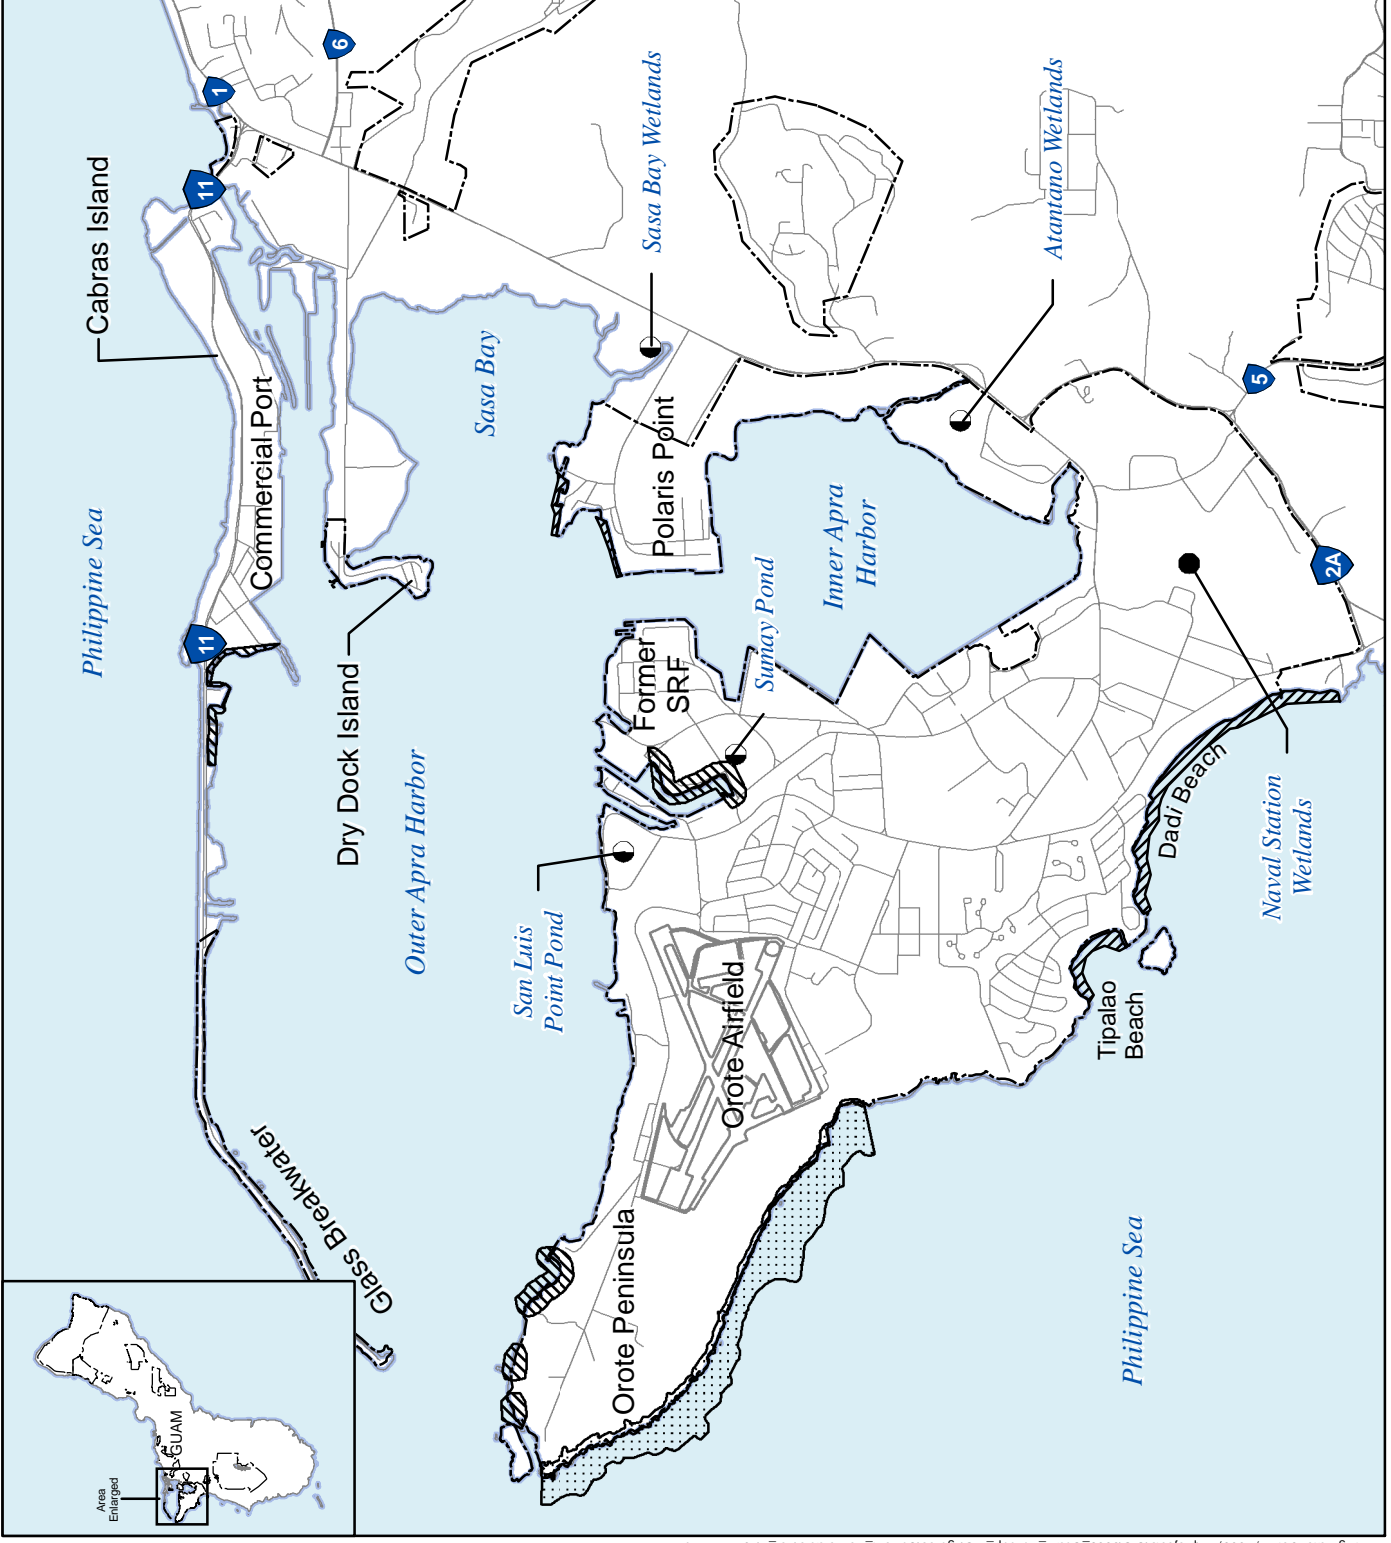 Philippine Sea
Cabras Island
11
1
6
Commercial Port
11
Dry Dock Island
Outer Apra Harbor
Glass Breakwater
Sasa Bay
Sasa Bay Wetlands
Polaris Point
Inner Apra
Harbor
Atantano Wetlands
Former
SRF
Sumay Pond
San Luis
Point Pond
Orote Airfield
Orote Peninsula
Tipalao
Beach
Dadi Beach
Naval Station
Wetlands
5
2A
Philippine Sea
GUAM
Area
Enlarged